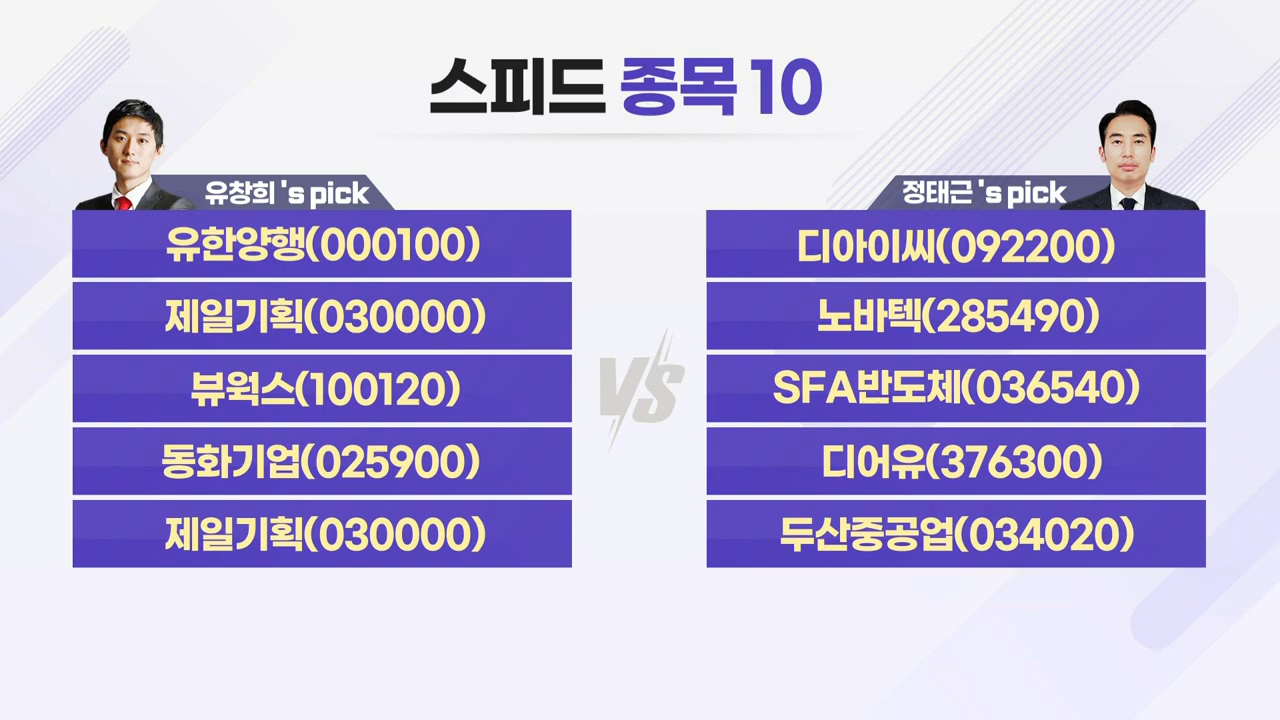 스피드 종목 10
유창희 's pick
유한양행(000100)
제일기획(030000)
뷰웍스(100120)
동화기업(025900)
제일기획(030000)
VS
정태근 's pick
디아이씨(092200)
노바텍(285490)
SFA반도체(036540)
디어유(376300)
두산중공업(034020)